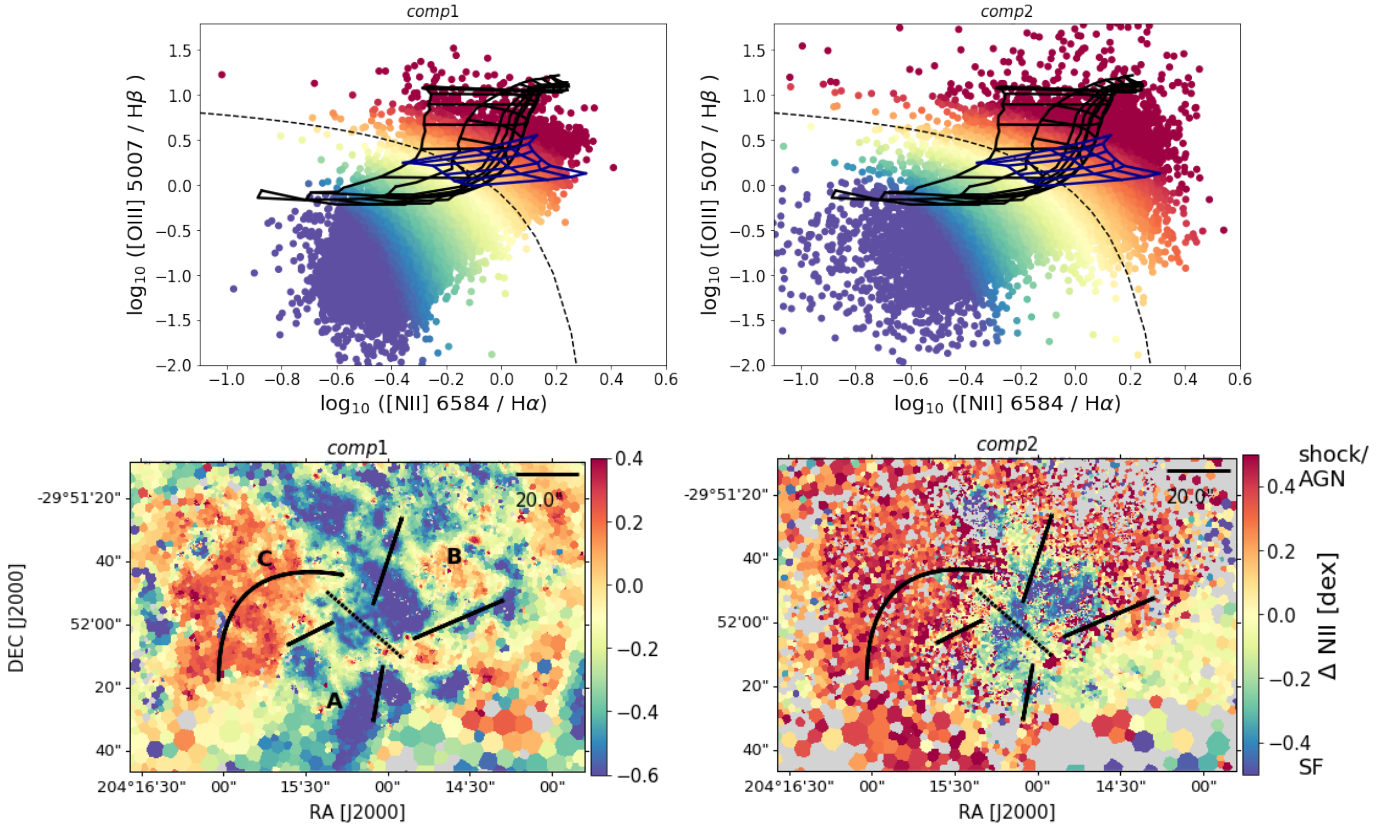 comp1
comp2
log10 ([OIII] 5007 / Hβ )
1.5
1.0
0.5
0.0
−0.5
−1.0
−1.5
−2.0
−1.0 −0.8 −0.6 −0.4 −0.2 0.0 0.2 0.4 0.6
log10 ([NII] 6584 / Hα)
log10 ([OIII] 5007 / Hβ )
1.5
1.0
0.5
0.0
−0.5
−1.0
−1.5
−2.0
−1.0 −0.8 −0.6 −0.4 −0.2 0.0 0.2 0.4 0.6
log10 ([NII] 6584 / Hα)
comp1
DEC [J2000]
-29°51'20"
40"
52'00"
20"
40"
20.0"
C
B
A
204°16'30" 00" 15'30" 00" 14'30" 00"
RA [J2000]
0.4
0.2
0.0
−0.2
−0.4
−0.6
comp2
-29°51'20"
40"
52'00"
20"
40"
20.0"
204°16'30" 00" 15'30" 00" 14'30" 00"
RA [J2000]
shock/
AGN
0.4
0.2
0.0
−0.2
−0.4
SF
Δ NII [dex]